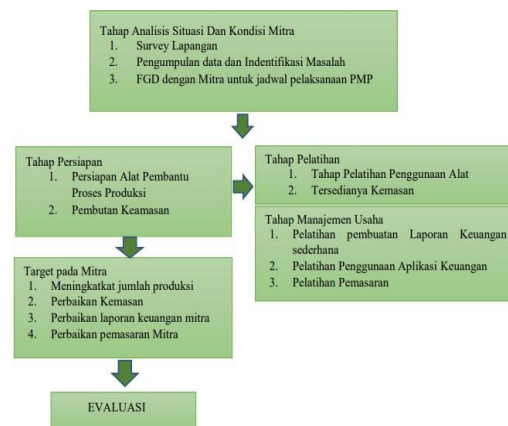 Tahap Analisis Situasi Dan Kondisi Mitra
1. Survey Lapangan
2. Pengumpulan data dan Indentifikasi Masalah
3. FGD dengan Mitra untuk jadwal pelaksanaan PMP
Tahap Persiapan
1. Persiapan Alat Pembantu
Proses Produksi
2. Pembutan Keamasan
Tahap Pelatihan
1. Tahap Pelatihan Penggunaan Alat
2. Tersedianya Kemasan
Tahap Manajemen Usaha
1. Pelatihan pembuatan Laporan Keuangan
sederhana
2. Pelatihan Penggunaan Aplikasi Keuangan
3. Pelatihan Pemasaran
Target pada Mitra
1. Meningkatkat jumlah produksi
2. Perbaikan Kemasan
3. Perbaikan laporan keuangan mitra
4. Perbaikan pemasaran Mitra
EVALUASI